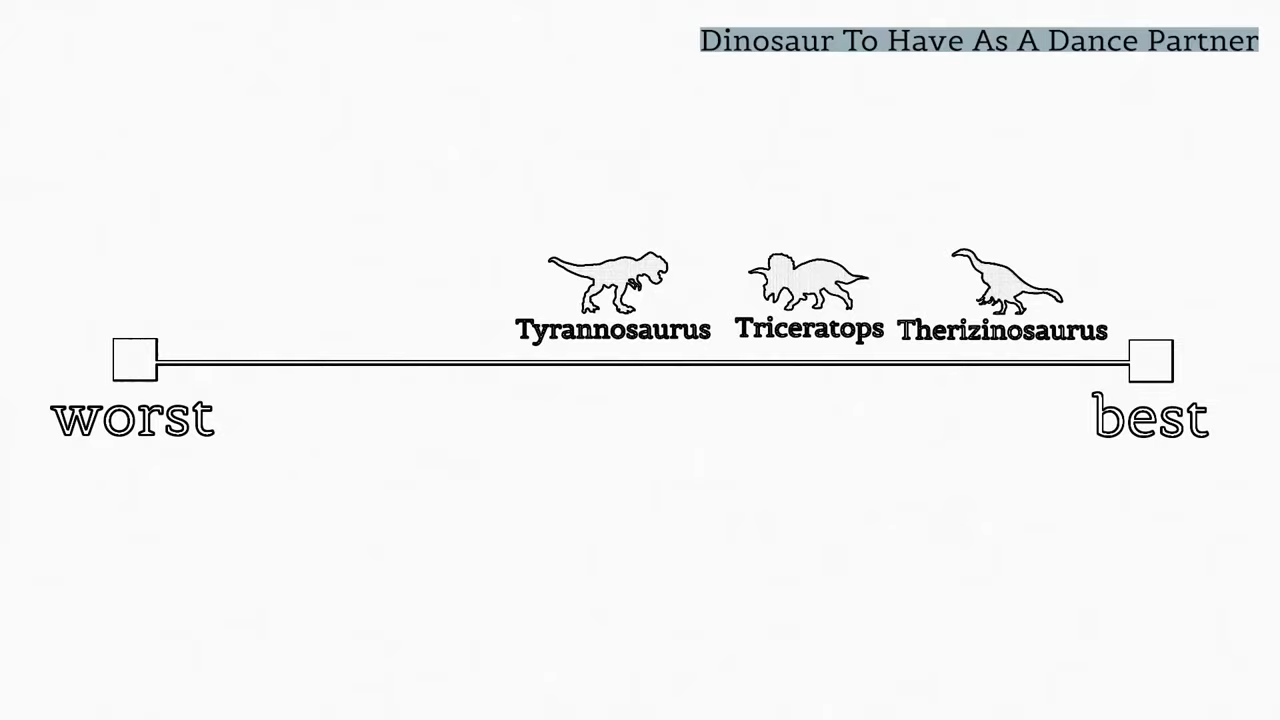 Dinosaur To Have As A Dance Partner
Tyrannosaurus Triceratops Therizinosaurus
worst best